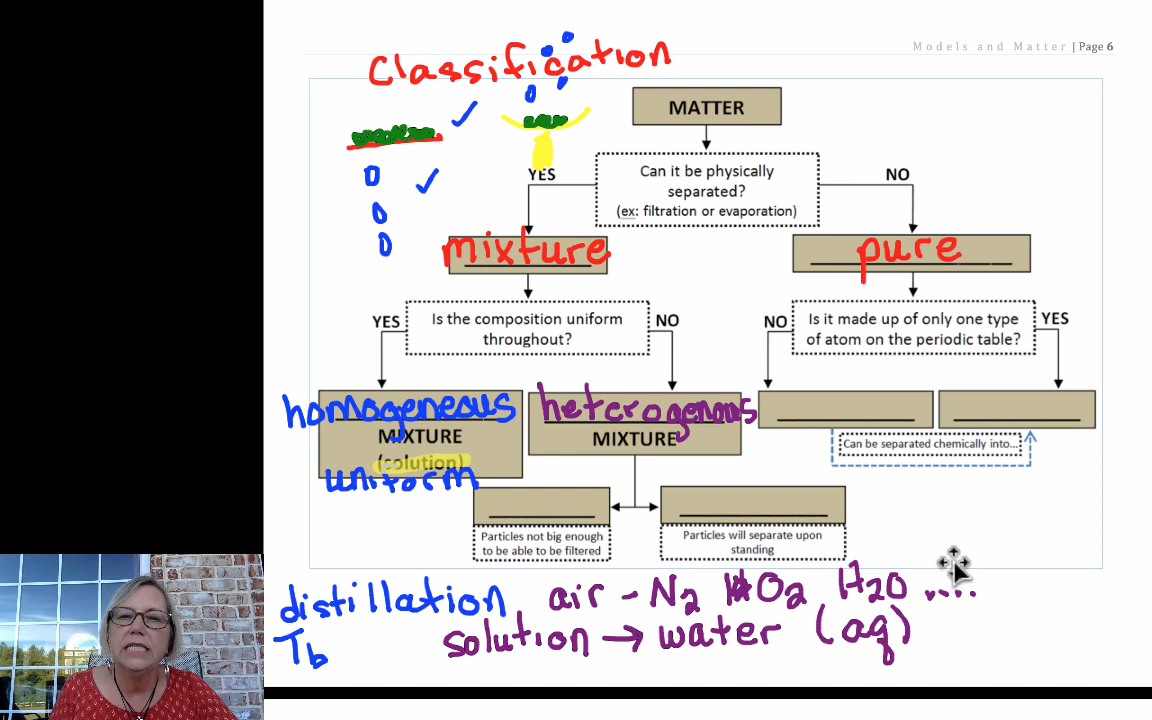 Models and Matter | Page 6
Classification
MATTER
Can it be physically
separated?
(ex: filtration or evaporation)
YES
NO
mixture
pure
Is the composition uniform
throughout?
YES
NO
Is it made up of only one type
of atom on the periodic table?
NO
YES
homogeneous
MIXTURE
(solution)
uniform
heterogenous
MIXTURE
Can be separated chemically into...
Particles not big enough
to be able to be filtered
Particles will separate upon
standing
distillation, air - N2 O2 H2O ....
Tb solution → water (aq)